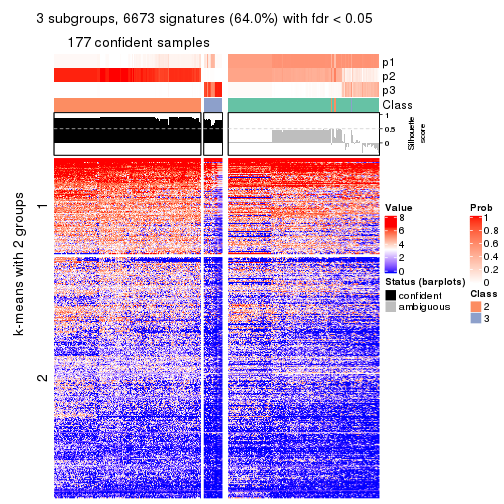 3 subgroups, 6673 signatures (64.0%) with fdr < 0.05
177 confident samples
p1
p2
p3
Class
1
0.5
0
Silhouette
score
k-means with 2 groups
1
2
Value
8
6
4
2
0
Status (barplots)
confident
ambiguous
Prob
1
0.8
0.6
0.4
0.2
0
Class
2
3